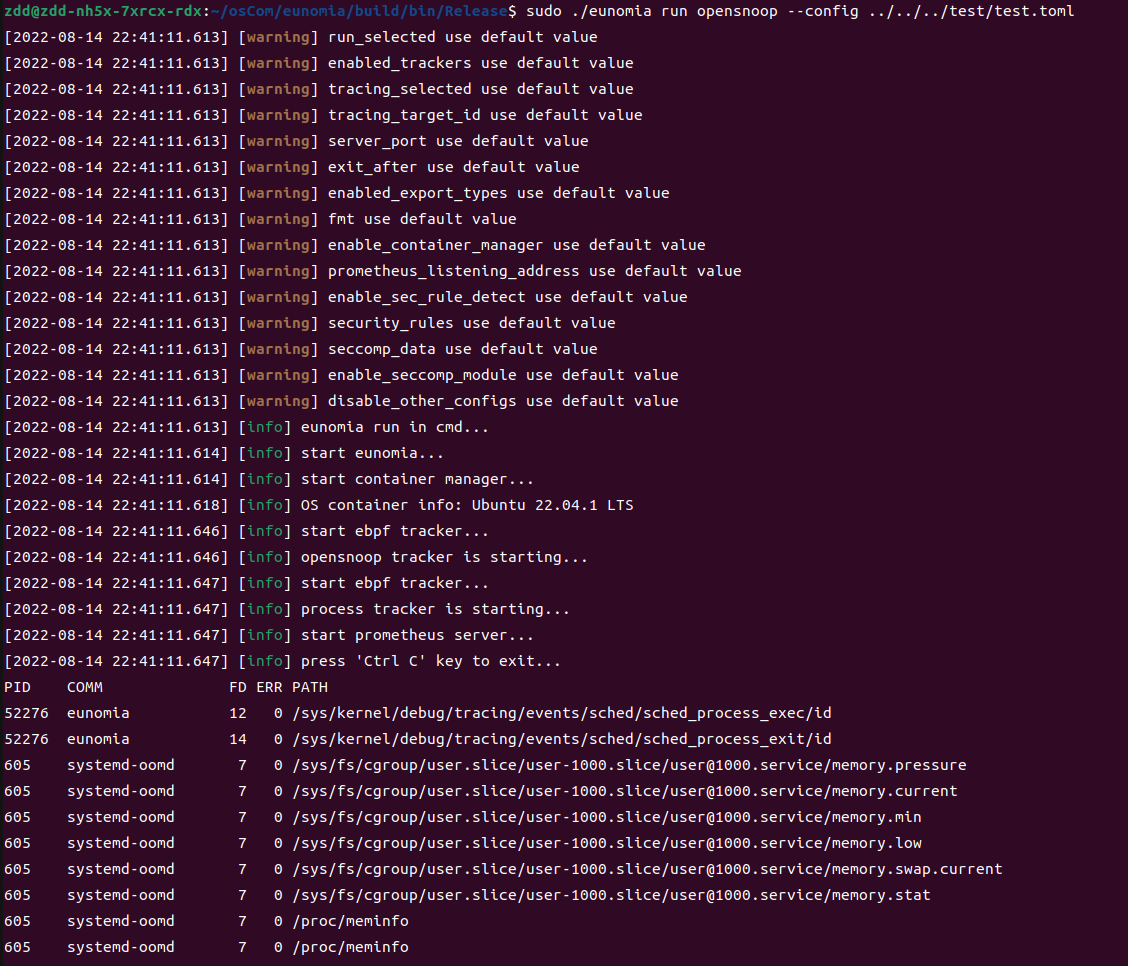 zdd@zdd-nh5x-7xrcx-rdx:~/osCom/eunomia/build/bin/Release$ sudo ./eunomia run opensnoop --config ../../../test/test.toml
[2022-08-14 22:41:11.613] [warning] run_selected use default value
[2022-08-14 22:41:11.613] [warning] enabled_trackers use default value
[2022-08-14 22:41:11.613] [warning] tracing_selected use default value
[2022-08-14 22:41:11.613] [warning] tracing_target_id use default value
[2022-08-14 22:41:11.613] [warning] server_port use default value
[2022-08-14 22:41:11.613] [warning] exit_after use default value
[2022-08-14 22:41:11.613] [warning] enabled_export_types use default value
[2022-08-14 22:41:11.613] [warning] fmt use default value
[2022-08-14 22:41:11.613] [warning] enable_container_manager use default value
[2022-08-14 22:41:11.613] [warning] prometheus_listening_address use default value
[2022-08-14 22:41:11.613] [warning] enable_sec_rule_detect use default value
[2022-08-14 22:41:11.613] [warning] security_rules use default value
[2022-08-14 22:41:11.613] [warning] seccomp_data use default value
[2022-08-14 22:41:11.613] [warning] enable_seccomp_module use default value
[2022-08-14 22:41:11.613] [warning] disable_other_configs use default value
[2022-08-14 22:41:11.613] [info] eunomia run in cmd...
[2022-08-14 22:41:11.614] [info] start eunomia...
[2022-08-14 22:41:11.614] [info] start container manager...
[2022-08-14 22:41:11.618] [info] OS container info: Ubuntu 22.04.1 LTS
[2022-08-14 22:41:11.646] [info] start ebpf tracker...
[2022-08-14 22:41:11.646] [info] opensnoop tracker is starting...
[2022-08-14 22:41:11.647] [info] start ebpf tracker...
[2022-08-14 22:41:11.647] [info] process tracker is starting...
[2022-08-14 22:41:11.647] [info] start prometheus server...
[2022-08-14 22:41:11.647] [info] press 'Ctrl C' key to exit...
PID    COMM              FD ERR PATH
52276  eunomia           12   0 /sys/kernel/debug/tracing/events/sched/sched_process_exec/id
52276  eunomia           14   0 /sys/kernel/debug/tracing/events/sched/sched_process_exit/id
605    systemd-oomd       7   0 /sys/fs/cgroup/user.slice/user-1000.slice/user@1000.service/memory.pressure
605    systemd-oomd       7   0 /sys/fs/cgroup/user.slice/user-1000.slice/user@1000.service/memory.current
605    systemd-oomd       7   0 /sys/fs/cgroup/user.slice/user-1000.slice/user@1000.service/memory.min
605    systemd-oomd       7   0 /sys/fs/cgroup/user.slice/user-1000.slice/user@1000.service/memory.low
605    systemd-oomd       7   0 /sys/fs/cgroup/user.slice/user-1000.slice/user@1000.service/memory.swap.current
605    systemd-oomd       7   0 /sys/fs/cgroup/user.slice/user-1000.slice/user@1000.service/memory.stat
605    systemd-oomd       7   0 /proc/meminfo
605    systemd-oomd       7   0 /proc/meminfo